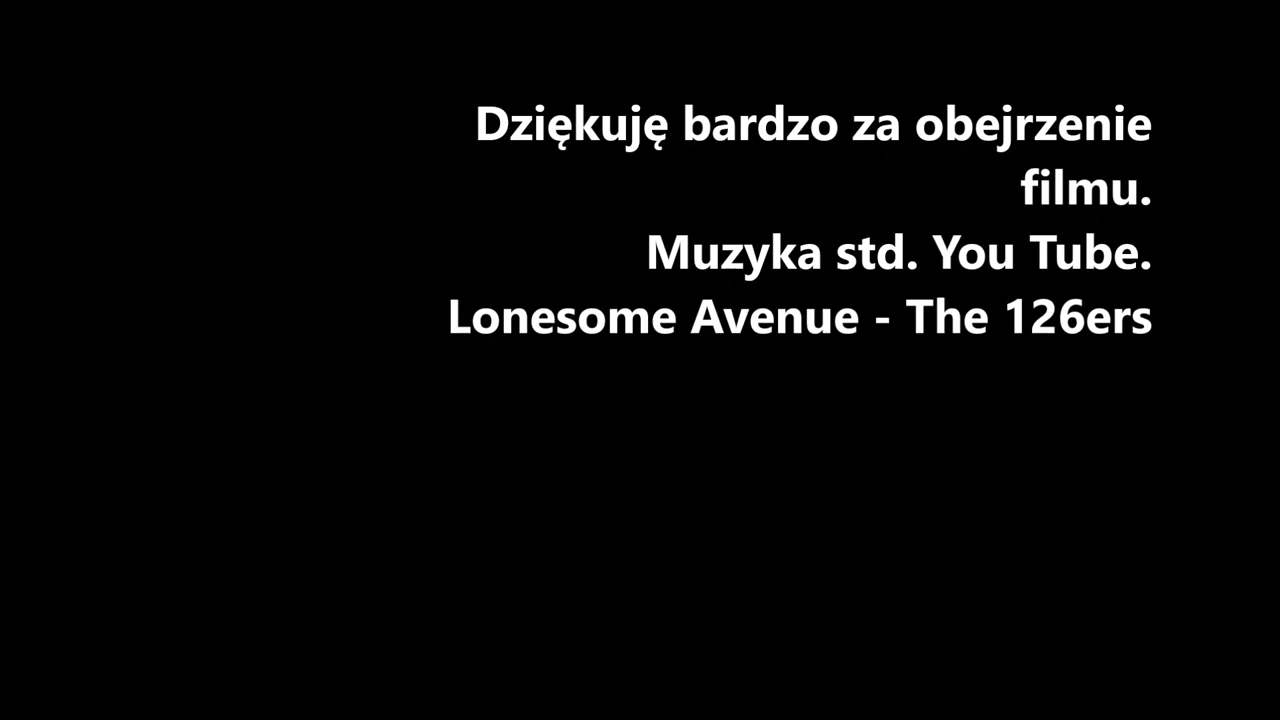 Dziękuję bardzo za obejrzenie
filmu.
Muzyka std. You Tube.
Lonesome Avenue - The 126ers